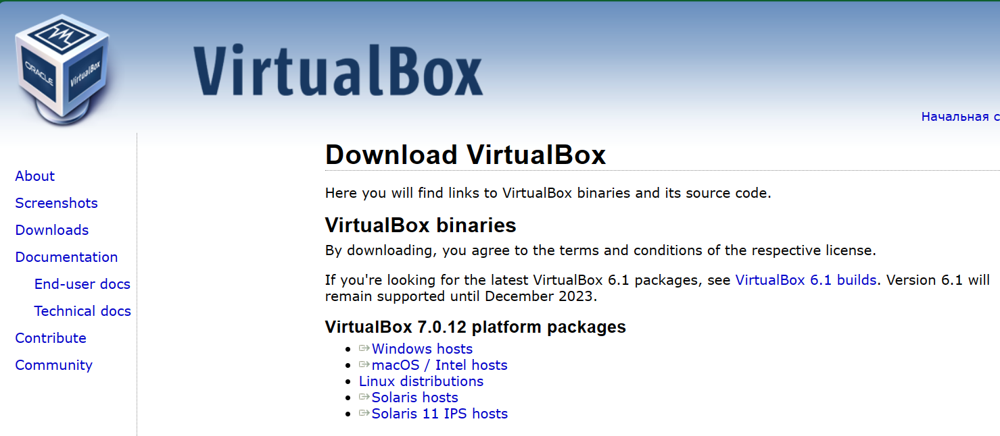 ORACLE
VirtualBox
VirtualBox
Начальная с
About
Screenshots
Downloads
Documentation
End-user docs
Technical docs
Contribute
Community
Download VirtualBox
Here you will find links to VirtualBox binaries and its source code.
VirtualBox binaries
By downloading, you agree to the terms and conditions of the respective license.
If you're looking for the latest VirtualBox 6.1 packages, see VirtualBox 6.1 builds. Version 6.1 will
remain supported until December 2023.
VirtualBox 7.0.12 platform packages
Windows hosts
macOS / Intel hosts
Linux distributions
Solaris hosts
Solaris 11 IPS hosts